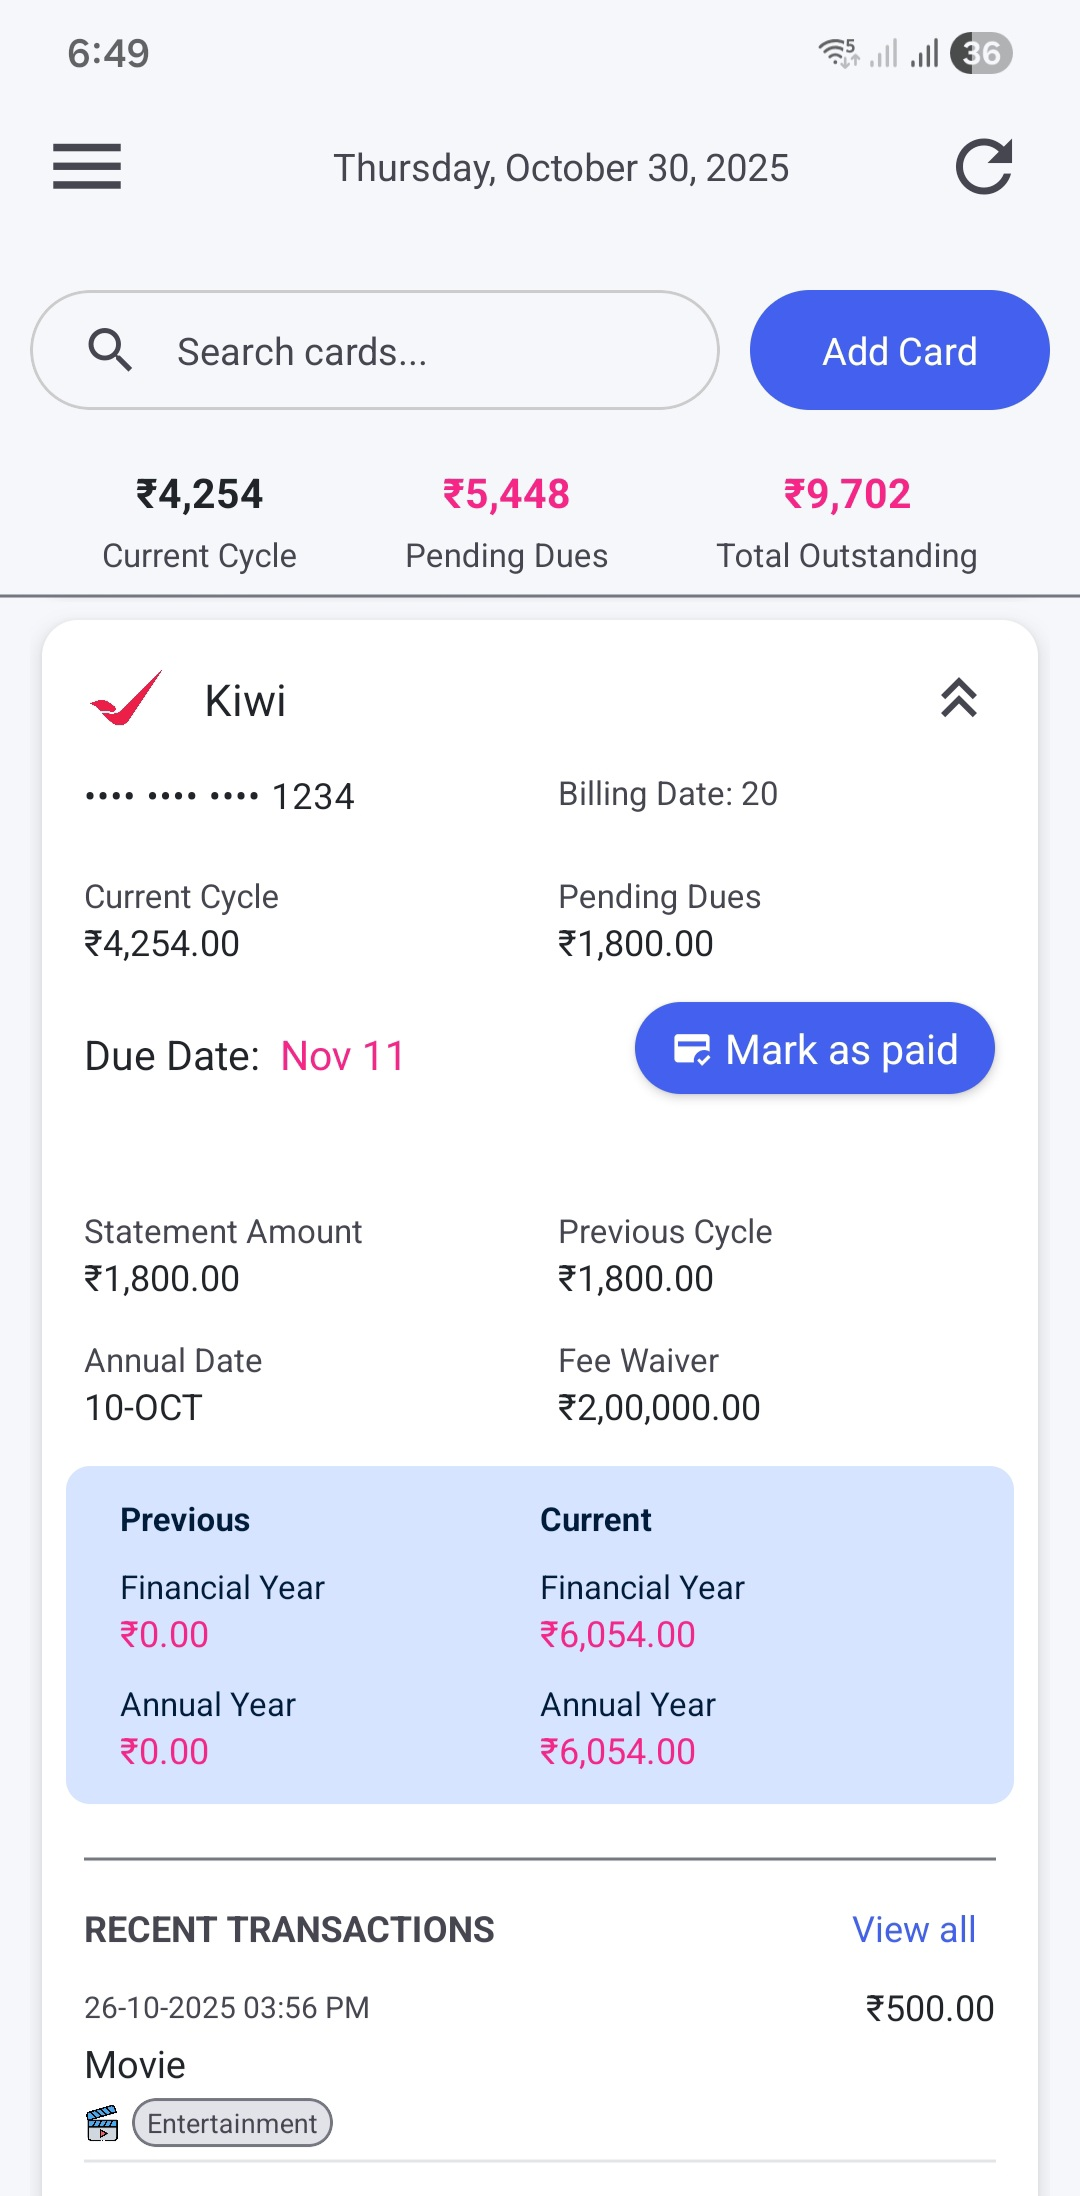 6:49
5
36
Thursday, October 30, 2025
Search cards...
Add Card
₹4,254
₹5,448
₹9,702
Current Cycle
Pending Dues
Total Outstanding
Kiwi
•••• •••• •••• 1234
Billing Date: 20
Current Cycle
Pending Dues
₹4,254.00
₹1,800.00
Due Date: Nov 11
Mark as paid
Statement Amount
Previous Cycle
₹1,800.00
₹1,800.00
Annual Date
Fee Waiver
10-OCT
₹2,00,000.00
Previous
Current
Financial Year
Financial Year
₹0.00
₹6,054.00
Annual Year
Annual Year
₹0.00
₹6,054.00
RECENT TRANSACTIONS
View all
26-10-2025 03:56 PM
₹500.00
Movie
Entertainment